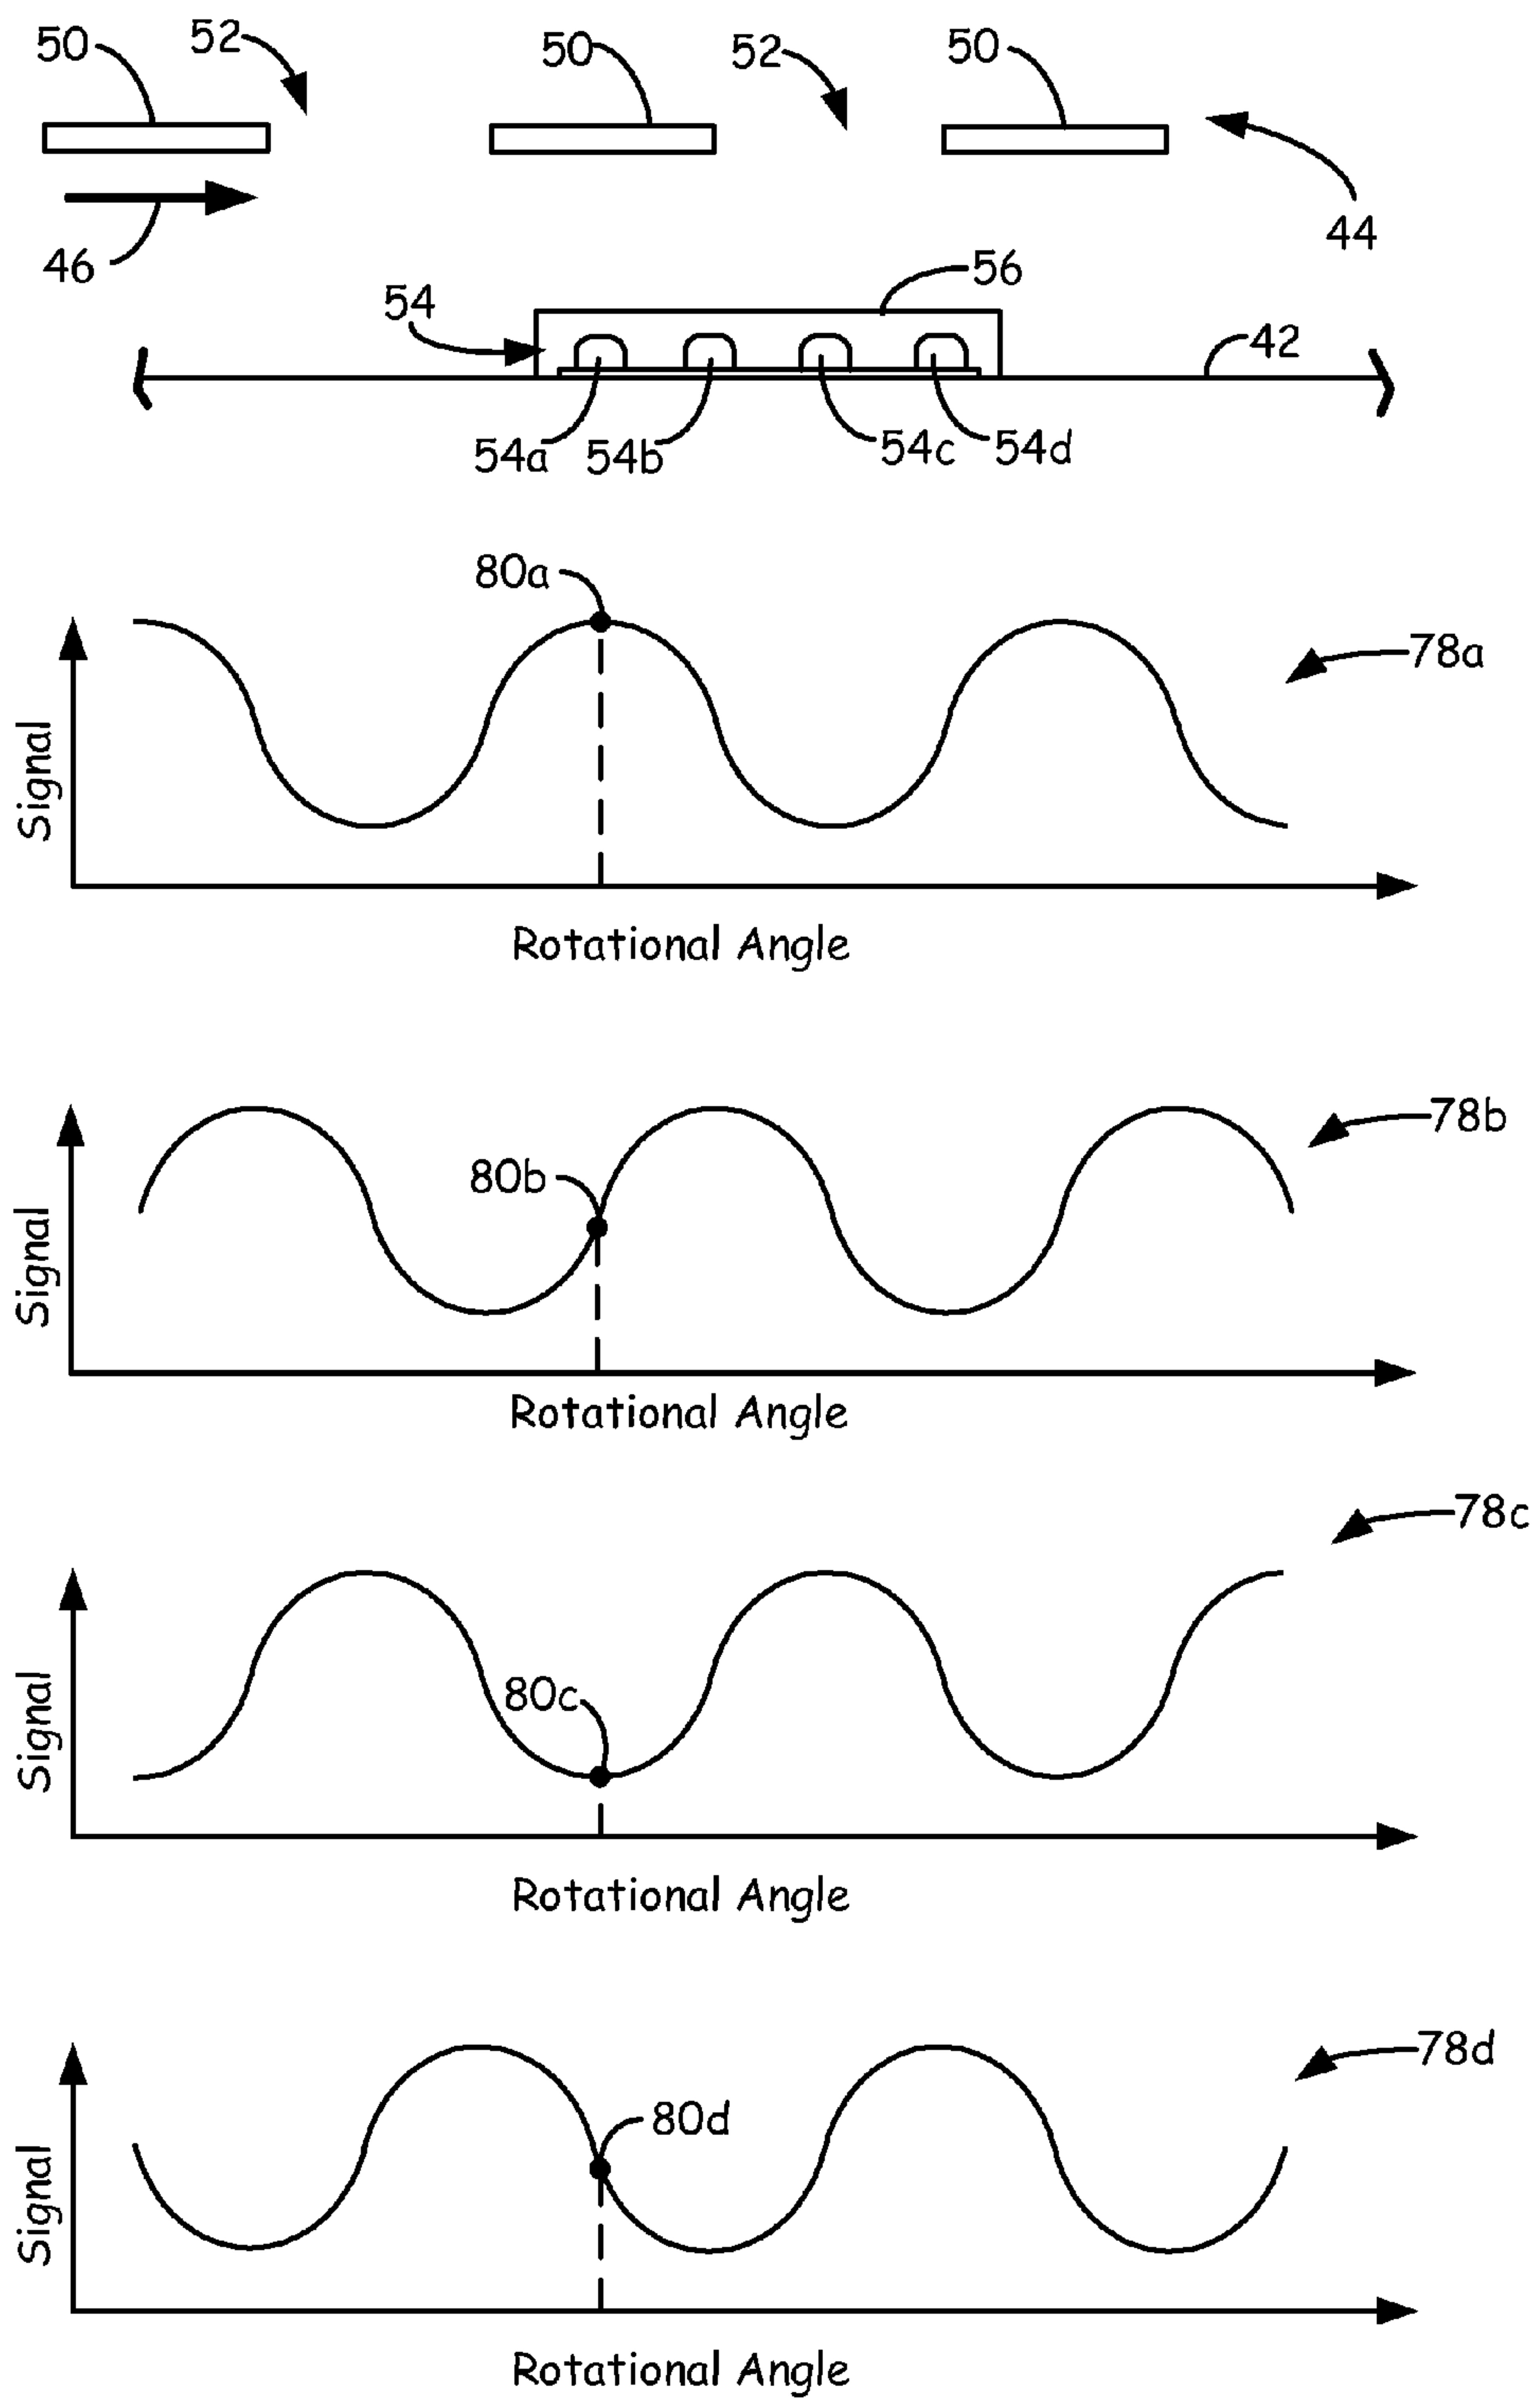 50 52 50 52 50
44
46
54 56
42
54a 54b 54c 54d
80a
78a
Signal
Rotational Angle
78b
80b
Signal
Rotational Angle
78c
80c
Signal
Rotational Angle
78d
80d
Signal
Rotational Angle